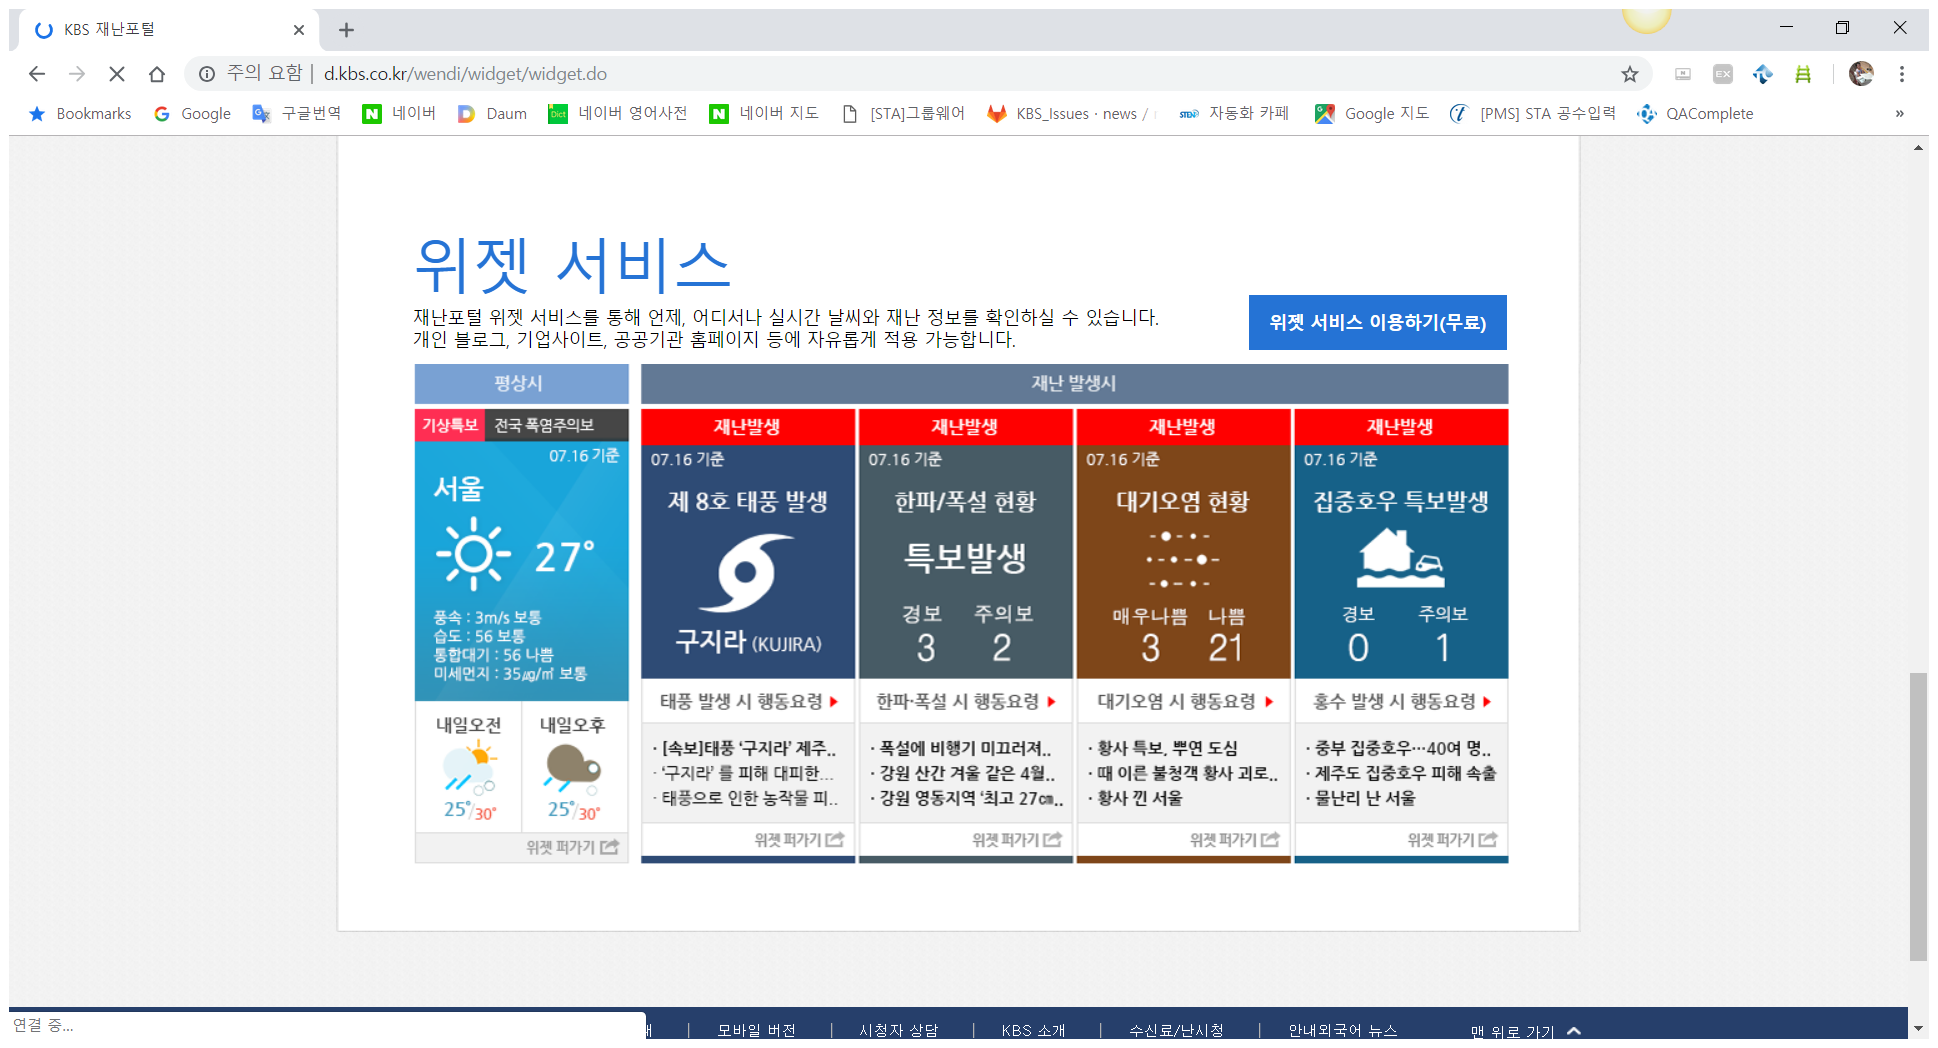 KBS 재난포털
주의 요함 | d.kbs.co.kr/wendi/widget/widget.do
Bookmarks Google 구글번역 네이버 Daum 네이버 영어사전 네이버 지도 [STA]그룹웨어 KBS_Issues · news / 자동화 카페 Google 지도 [PMS] STA 공수입력 QAComplete »
위젯 서비스
재난포털 위젯 서비스를 통해 언제, 어디서나 실시간 날씨와 재난 정보를 확인하실 수 있습니다.
개인 블로그, 기업사이트, 공공기관 홈페이지 등에 자유롭게 적용 가능합니다.
위젯 서비스 이용하기(무료)
평상시
기상특보 전국 폭염주의보
07.16 기준
서울
27°
풍속 : 3m/s 보통
습도 : 56 보통
통합대기 : 56 나쁨
미세먼지 : 35㎍/㎥ 보통
내일오전 내일오후
25°/30° 25°/30°
위젯 퍼가기
재난 발생시
재난발생
07.16 기준
제 8호 태풍 발생
구지라 (KUJIRA)
태풍 발생 시 행동요령
· [속보]태풍 ‘구지라’ 제주..
· ‘구지라’ 를 피해 대피한...
· 태풍으로 인한 농작물 피..
위젯 퍼가기
재난발생
07.16 기준
한파/폭설 현황
특보발생
경보 주의보
3 2
한파·폭설 시 행동요령
· 폭설에 비행기 미끄러져..
· 강원 산간 겨울 같은 4월..
· 강원 영동지역 ‘최고 27㎝..
위젯 퍼가기
재난발생
07.16 기준
대기오염 현황
매우나쁨 나쁨
3 21
대기오염 시 행동요령
· 황사 특보, 뿌연 도심
· 때 이른 불청객 황사 괴로..
· 황사 낀 서울
위젯 퍼가기
재난발생
07.16 기준
집중호우 특보발생
경보 주의보
0 1
홍수 발생 시 행동요령
· 중부 집중호우…40여 명..
· 제주도 집중호우 피해 속출
· 물난리 난 서울
위젯 퍼가기
연결 중...
| 모바일 버전 | 시청자 상담 | KBS 소개 | 수신료/난시청 | 안내외국어 뉴스 맨 위로 가기